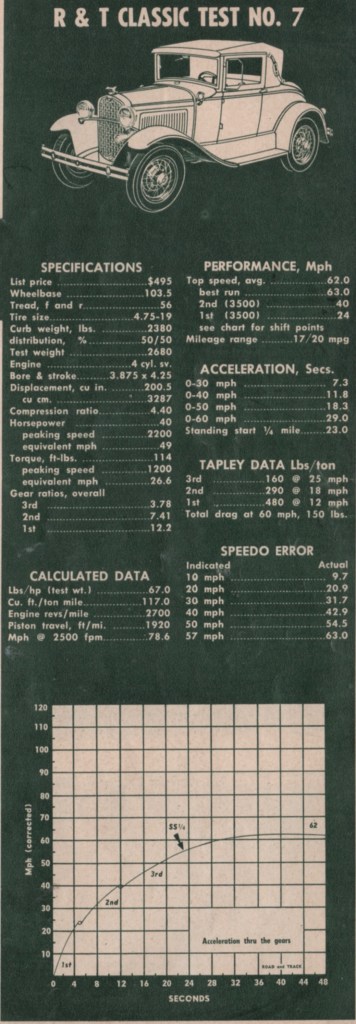 R & T CLASSIC TEST NO. 7
SPECIFICATIONS
List price $495
Wheelbase 103.5
Tread, f and r 56
Tire size 4.75-19
Curb weight, lbs. 2380
distribution, % 50/50
Test weight 2680
Engine 4 cyl. sv.
Bore & stroke 3.875 x 4.25
Displacement, cu in. 200.5
cu cm. 3287
Compression ratio 4.40
Horsepower 40
peaking speed 2200
equivalent mph 49
Torque, ft-lbs. 114
peaking speed 1200
equivalent mph 26.6
Gear ratios, overall
3rd 3.78
2nd 7.41
1st 12.2
CALCULATED DATA
Lbs/hp (test wt.) 67.0
Cu. ft./ton mile 117.0
Engine revs/mile 2700
Piston travel, ft/mi. 1920
Mph @ 2500 fpm 78.6
PERFORMANCE, Mph
Top speed, avg. 62.0
best run 63.0
2nd (3500) 40
1st (3500) 24
see chart for shift points
Mileage range 17/20 mpg
ACCELERATION, Secs.
0-30 mph 7.3
0-40 mph 11.8
0-50 mph 18.3
0-60 mph 29.0
Standing start ¼ mile 23.0
TAPLEY DATA Lbs/ton
3rd 160 @ 25 mph
2nd 290 @ 18 mph
1st 480 @ 12 mph
Total drag at 60 mph, 150 lbs.
SPEEDO ERROR
Indicated Actual
10 mph 9.7
20 mph 20.9
30 mph 31.7
40 mph 42.9
50 mph 54.5
57 mph 63.0
120
110
100
90
80
70
60
50
40
30
20
10
Mph (corrected)
SS¼
62
3rd
2nd
1st
Acceleration thru the gears
ROAD and TRACK
0 4 8 12 16 20 24 28 32 36 40 44 48
SECONDS